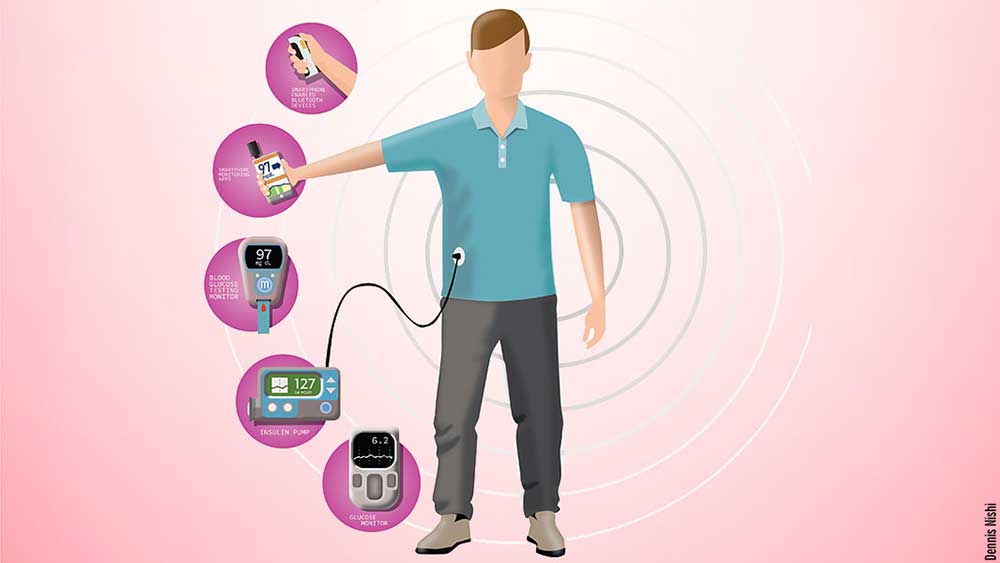 SMARTPHONE
ENABLED
BLUETOOTH
DEVICES
97
SMARTPHONE
MONITORING
APPS
97
mg dL
m
BLOOD
GLUCOSE
TESTING
MONITOR
127
INSULIN PUMP
6.2
GLUCOSE
MONITOR
Dennis Nishi